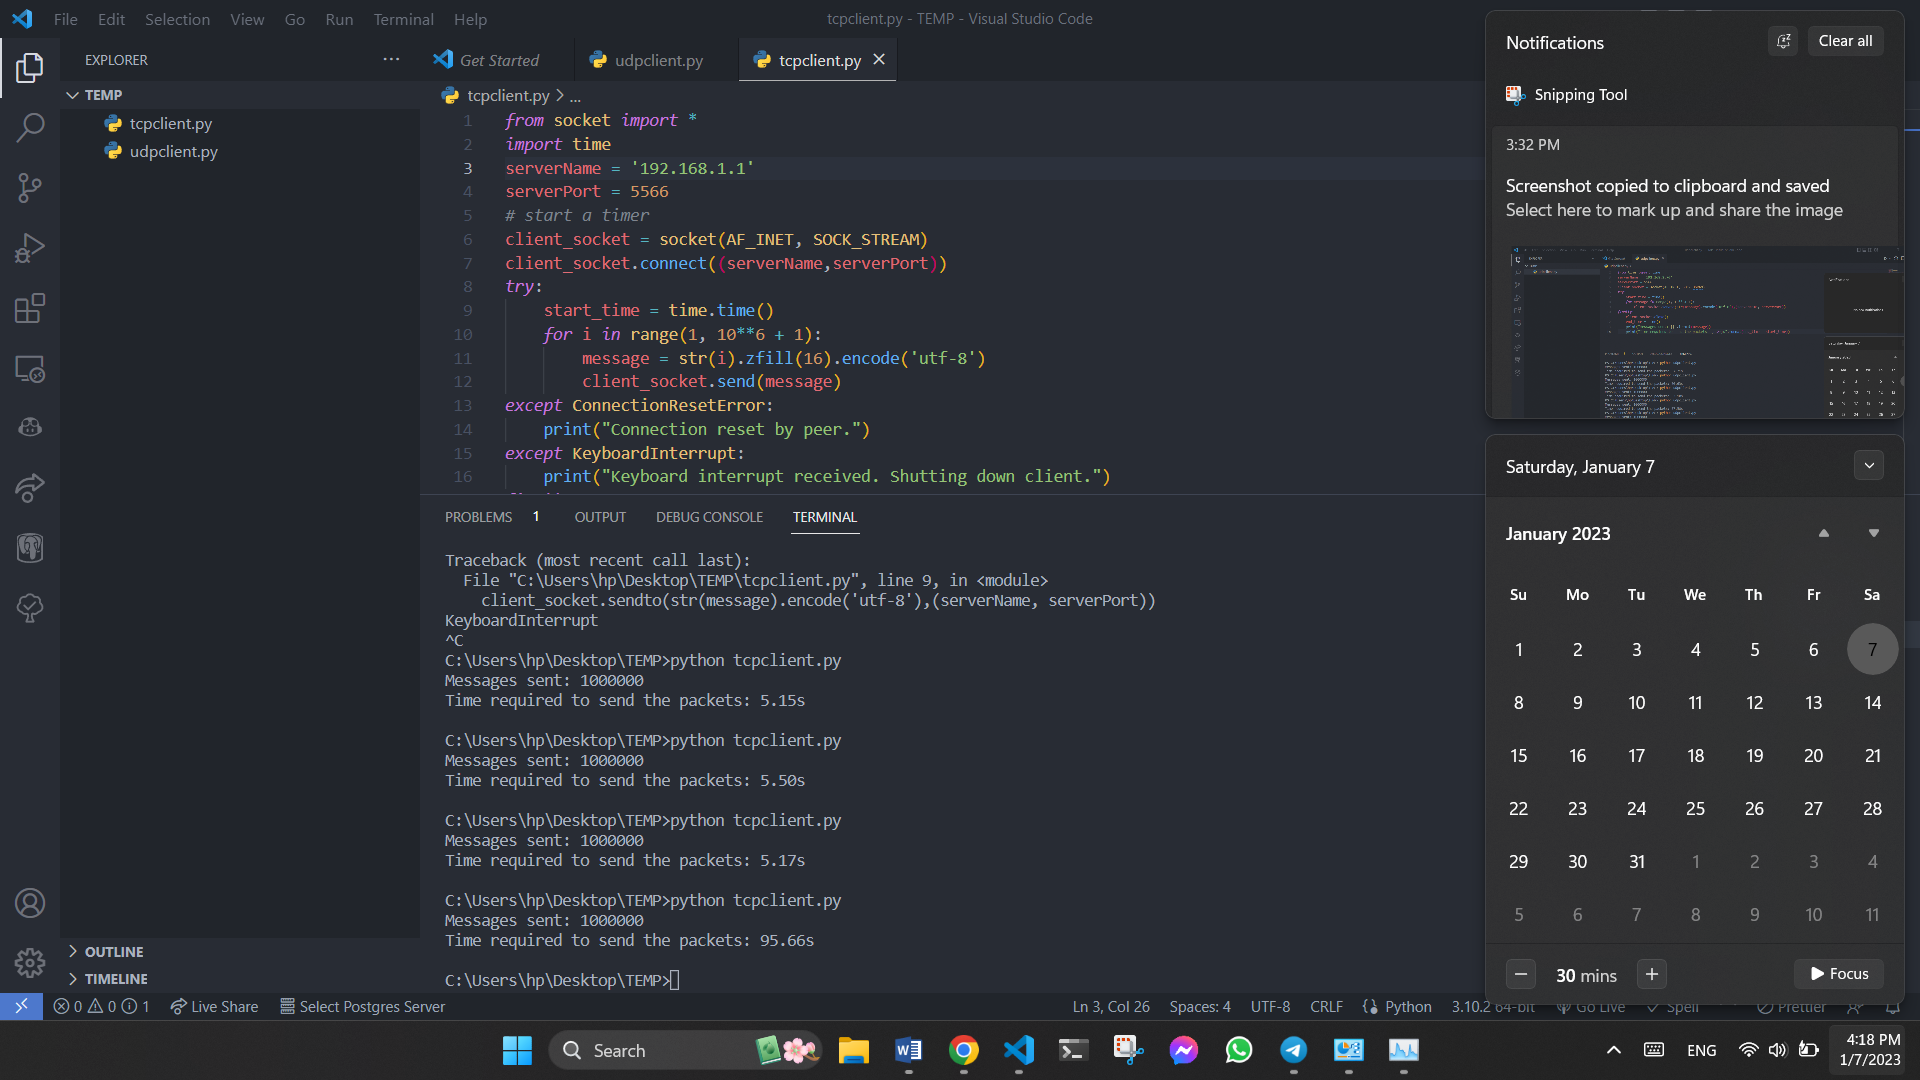 File Edit Selection View Go Run Terminal Help
tcpclient.py - TEMP - Visual Studio Code
EXPLORER
TEMP
tcpclient.py
udpclient.py
OUTLINE
TIMELINE
Get Started
udpclient.py
tcpclient.py
tcpclient.py > ...
1 from socket import *
2 import time
3 serverName = '192.168.1.1'
4 serverPort = 5566
5 # start a timer
6 client_socket = socket(AF_INET, SOCK_STREAM)
7 client_socket.connect((serverName,serverPort))
8 try:
9 start_time = time.time()
10 for i in range(1, 10**6 + 1):
11 message = str(i).zfill(16).encode('utf-8')
12 client_socket.send(message)
13 except ConnectionResetError:
14 print("Connection reset by peer.")
15 except KeyboardInterrupt:
16 print("Keyboard interrupt received. Shutting down client.")
PROBLEMS 1 OUTPUT DEBUG CONSOLE TERMINAL
Traceback (most recent call last):
File "C:\Users\hp\Desktop\TEMP\tcpclient.py", line 9, in <module>
client_socket.sendto(str(message).encode('utf-8'),(serverName, serverPort))
KeyboardInterrupt
^C
C:\Users\hp\Desktop\TEMP>python tcpclient.py
Messages sent: 1000000
Time required to send the packets: 5.15s
C:\Users\hp\Desktop\TEMP>python tcpclient.py
Messages sent: 1000000
Time required to send the packets: 5.50s
C:\Users\hp\Desktop\TEMP>python tcpclient.py
Messages sent: 1000000
Time required to send the packets: 5.17s
C:\Users\hp\Desktop\TEMP>python tcpclient.py
Messages sent: 1000000
Time required to send the packets: 95.66s
C:\Users\hp\Desktop\TEMP>
Notifications
Clear all
Snipping Tool
3:32 PM
Screenshot copied to clipboard and saved
Select here to mark up and share the image
Saturday, January 7
January 2023
Su Mo Tu We Th Fr Sa
1 2 3 4 5 6 7
8 9 10 11 12 13 14
15 16 17 18 19 20 21
22 23 24 25 26 27 28
29 30 31 1 2 3 4
5 6 7 8 9 10 11
30 mins
Focus
0 0 1 Live Share Select Postgres Server
Ln 3, Col 26 Spaces: 4 UTF-8 CRLF Python 3.10.2 64-bit Go Live Spell Prettier
Search
ENG
4:18 PM
1/7/2023